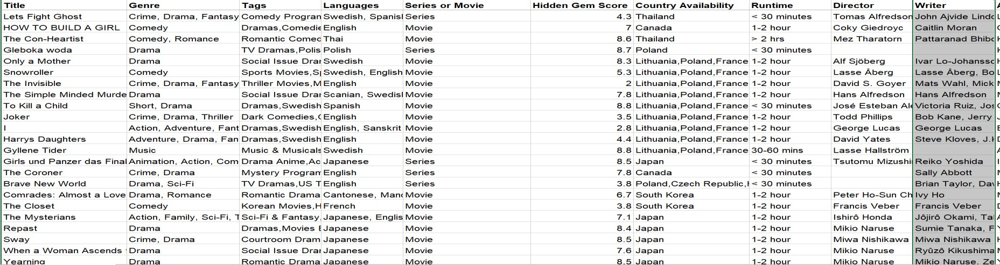 Title Genre Tags Languages Series or Movie Hidden Gem Score Country Availability Runtime Director Writer
Lets Fight Ghost Crime, Drama, Fantasy Comedy Program Swedish, Spanish Series 4.3 Thailand < 30 minutes Tomas Alfredson John Ajvide Lindq
HOW TO BUILD A GIRL Comedy Dramas,Comedie English Movie 7 Canada 1-2 hour Coky Giedroyc Caitlin Moran
The Con-Heartist Comedy, Romance Romantic Comed Thai Movie 8.6 Thailand > 2 hrs Mez Tharatorn Pattaranad Bhibo
Gleboka woda Drama TV Dramas,Polis Polish Series 8.7 Poland < 30 minutes
Only a Mother Drama Social Issue Dra Swedish Movie 8.3 Lithuania,Poland,France 1-2 hour Alf Sjöberg Ivar Lo-Johansso
Snowroller Comedy Sports Movies,Sp Swedish, English Movie 5.3 Lithuania,Poland,France 1-2 hour Lasse Åberg Lasse Åberg, Bo
The Invisible Crime, Drama, Fantasy Thriller Movies,M English Movie 2 Lithuania,Poland,France 1-2 hour David S. Goyer Mats Wahl, Mick
The Simple Minded Murde Drama Social Issue Dra Scanian, Swedis Movie 7.8 Lithuania,Poland,France 1-2 hour Hans Alfredson Hans Alfredson
To Kill a Child Short, Drama Dramas,Swedish Spanish Movie 8.8 Lithuania,Poland,France < 30 minutes José Esteban Ale Victoria Ruiz, Jos
Joker Crime, Drama, Thriller Dark Comedies,C English Movie 3.5 Lithuania,Poland,France 1-2 hour Todd Phillips Bob Kane, Jerry
I Action, Adventure, Fant Dramas,Swedish English, Sanskrit Movie 2.8 Lithuania,Poland,France 1-2 hour George Lucas George Lucas
Harrys Daughters Adventure, Drama, Fan Dramas,Swedish English Movie 4.4 Lithuania,Poland,France 1-2 hour David Yates Steve Kloves, J.K
Gyllene Tider Music Music & Musicals Swedish Movie 8.8 Lithuania,Poland,France 30-60 mins Lasse Hallström
Girls und Panzer das Final Animation, Action, Com Drama Anime,Ac Japanese Series 8.5 Japan < 30 minutes Tsutomu Mizushi Reiko Yoshida
The Coroner Crime, Drama Mystery Program English Series 7.8 Canada < 30 minutes Sally Abbott
Brave New World Drama, Sci-Fi TV Dramas,US T English Series 3.8 Poland,Czech Republic, < 30 minutes Brian Taylor, Dav
Comrades: Almost a Love Drama, Romance Romantic Drama Cantonese, Mand Movie 6.7 South Korea 1-2 hour Peter Ho-Sun Ch Ivy Ho
The Closet Comedy Korean Movies,H French Movie 3.8 South Korea 1-2 hour Francis Veber Francis Veber
The Mysterians Action, Family, Sci-Fi, T Sci-Fi & Fantasy, Japanese, Englis Movie 7.1 Japan 1-2 hour Ishirô Honda Jôjirô Okami, Tak
Repast Drama Dramas,Movies B Japanese Movie 8.4 Japan 1-2 hour Mikio Naruse Sumie Tanaka, F
Sway Crime, Drama Courtroom Dram Japanese Movie 8.5 Japan 1-2 hour Miwa Nishikawa Miwa Nishikawa
When a Woman Ascends Drama Social Issue Dra Japanese Movie 7.6 Japan 1-2 hour Mikio Naruse Ryûzô Kikushima
Yearning Drama Romantic Drama Japanese Movie 8.5 Japan 1-2 hour Mikio Naruse Mikio Naruse, Ze